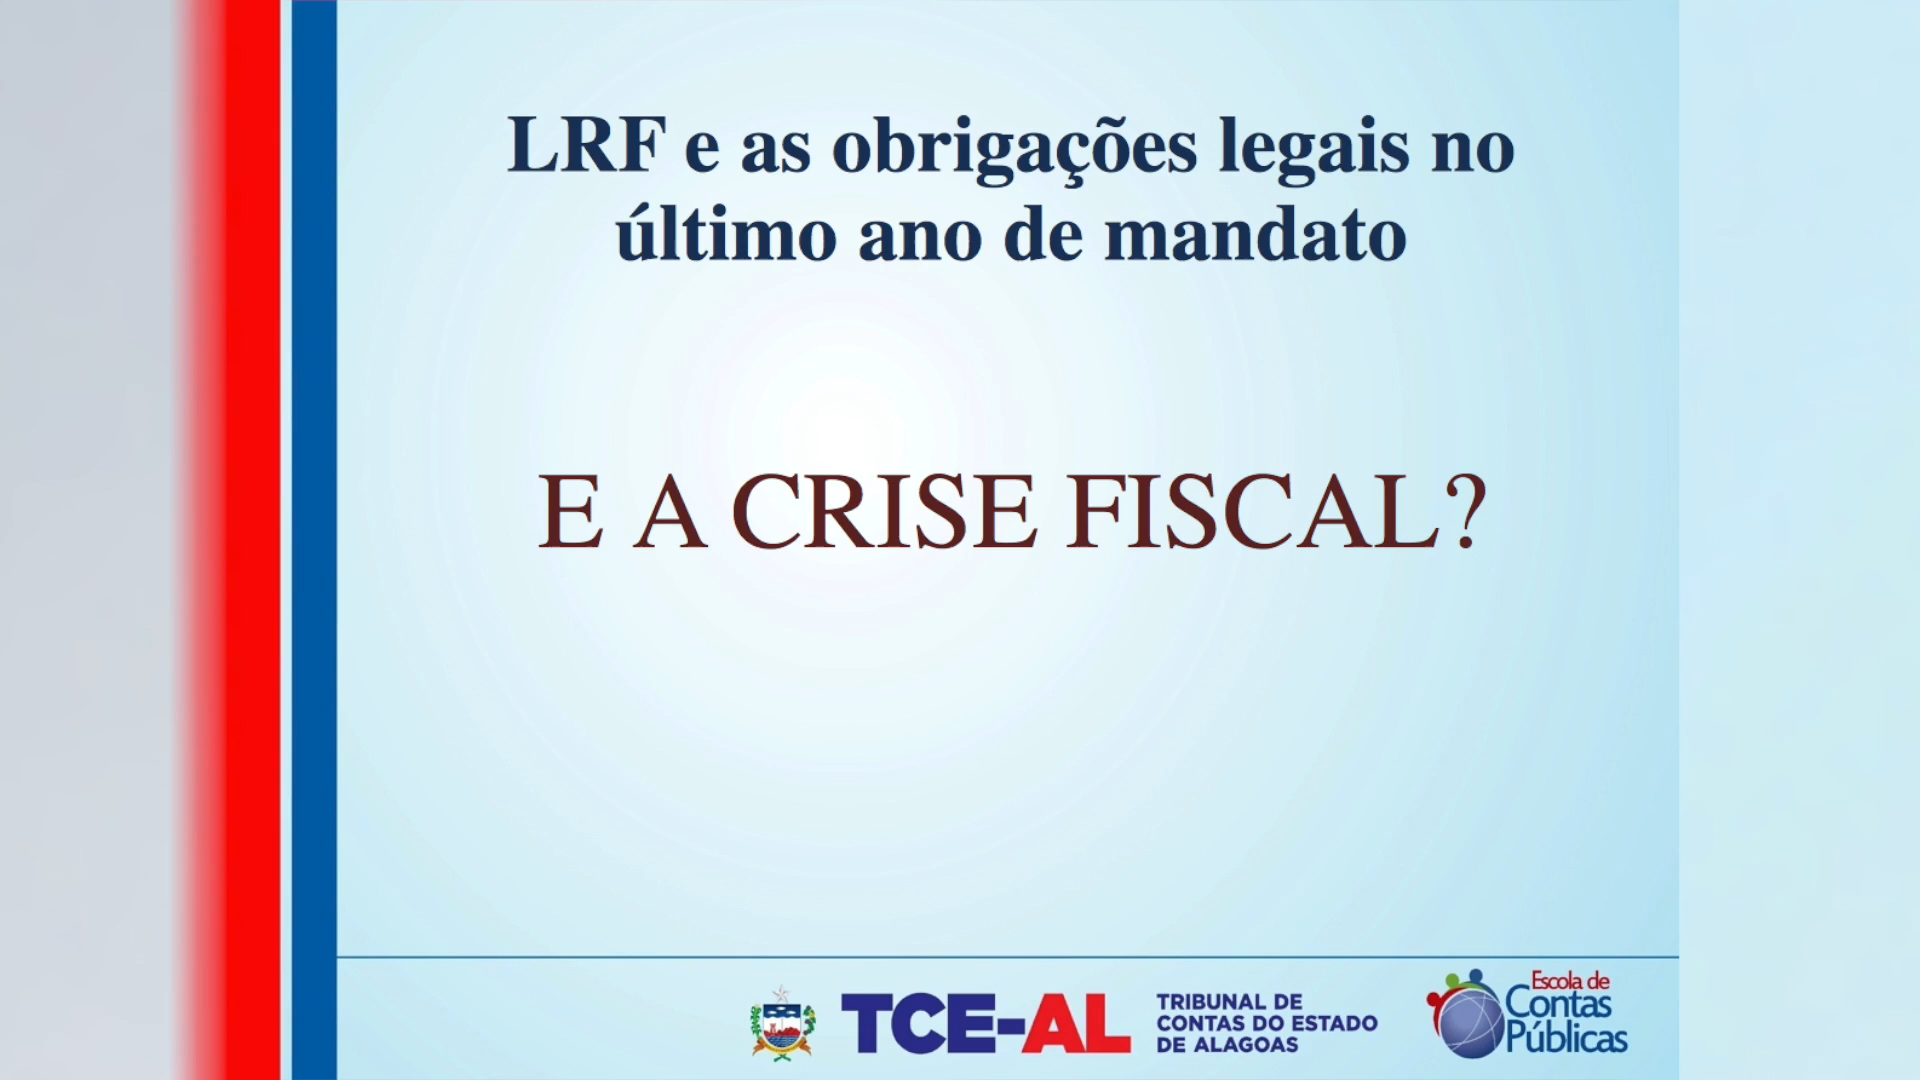 LRF e as obrigações legais no
último ano de mandato
E A CRISE FISCAL?
TCE-AL
TRIBUNAL DE
CONTAS DO ESTADO
DE ALAGOAS
Escola de
Contas
Públicas